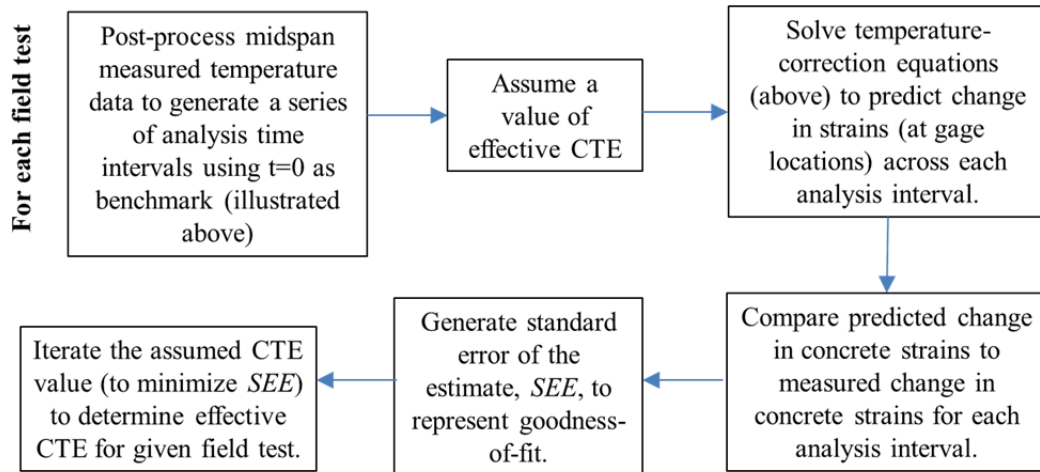 For each field test
Post-process midspan
measured temperature
data to generate a series
of analysis time
intervals using t=0 as
benchmark (illustrated
above)
Assume a
value of
effective CTE
Solve temperature-
correction equations
(above) to predict change
in strains (at gage
locations) across each
analysis interval.
Compare predicted change
in concrete strains to
measured change in
concrete strains for each
analysis interval.
Generate standard
error of the
estimate, SEE, to
represent goodness-
of-fit.
Iterate the assumed CTE
value (to minimize SEE)
to determine effective
CTE for given field test.